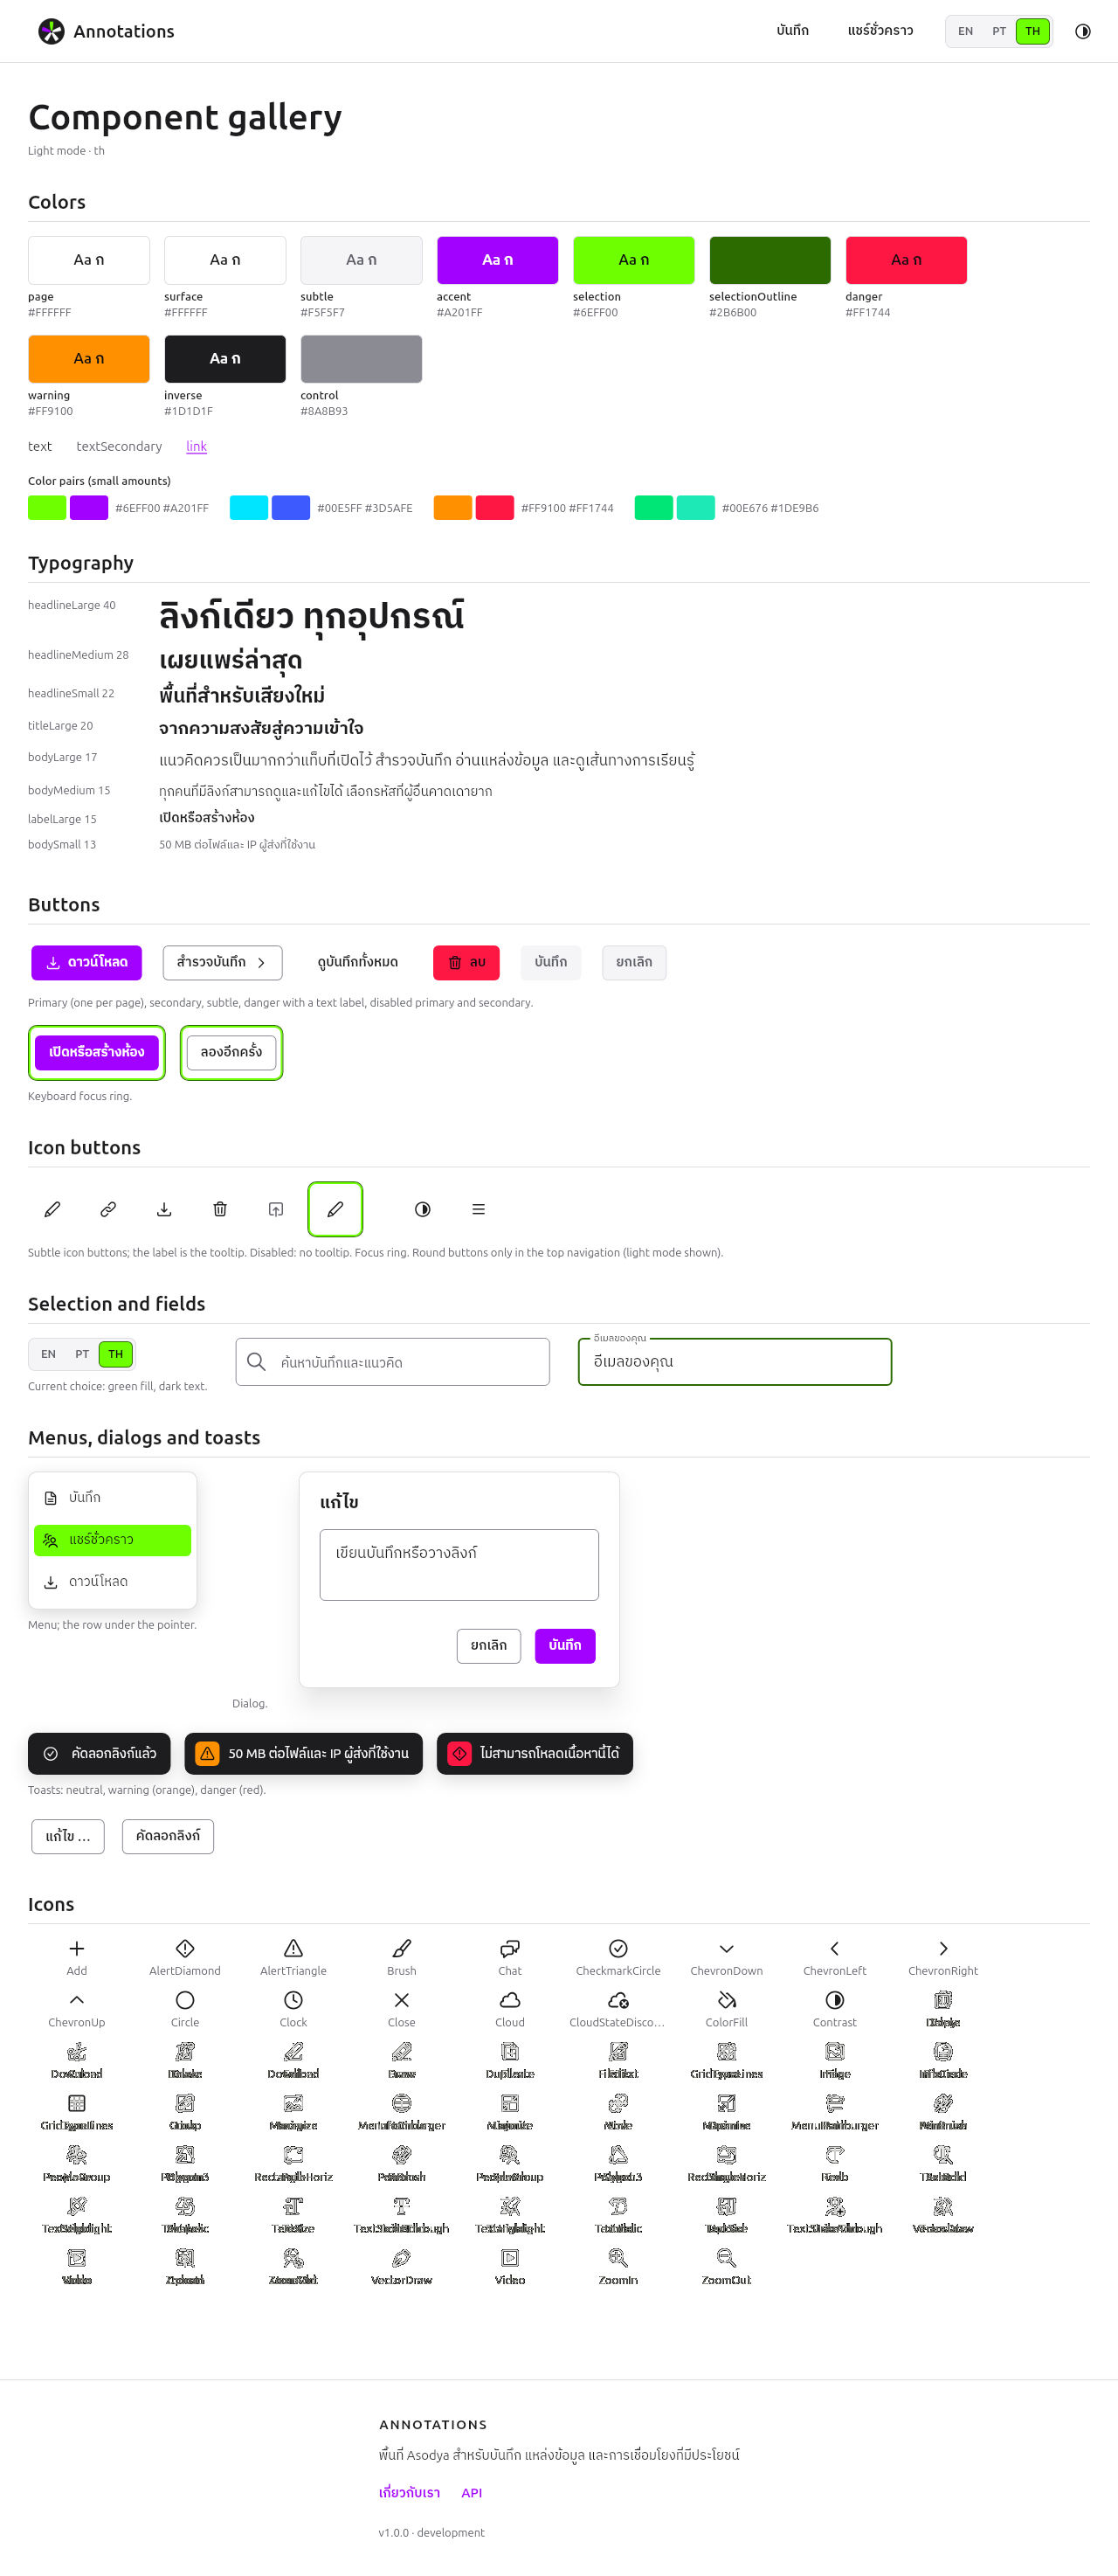 Annotations
บันทึก แชร์ชั่วคราว EN PT TH
Component gallery
Light mode · th
Colors
Aa ก Aa ก Aa ก Aa ก Aa ก Aa ก
page surface subtle accent selection selectionOutline danger
#FFFFFF #FFFFFF #F5F5F7 #A201FF #6EFF00 #2B6B00 #FF1744
Aa ก Aa ก
warning inverse control
#FF9100 #1D1D1F #8A8B93
text textSecondary link
Color pairs (small amounts)
#6EFF00 #A201FF #00E5FF #3D5AFE #FF9100 #FF1744 #00E676 #1DE9B6
Typography
headlineLarge 40 ลิงก์เดียว ทุกอุปกรณ์
headlineMedium 28 เผยแพร่ล่าสุด
headlineSmall 22 พื้นที่สำหรับเสียงใหม่
titleLarge 20 จากความสงสัยสู่ความเข้าใจ
bodyLarge 17 แนวคิดควรเป็นมากกว่าแท็บที่เปิดไว้ สำรวจบันทึก อ่านแหล่งข้อมูล และดูเส้นทางการเรียนรู้
bodyMedium 15 ทุกคนที่มีลิงก์สามารถดูและแก้ไขได้ เลือกรหัสที่ผู้อื่นคาดเดายาก
labelLarge 15 เปิดหรือสร้างห้อง
bodySmall 13 50 MB ต่อไฟล์และ IP ผู้ส่งที่ใช้งาน
Buttons
ดาวน์โหลด สำรวจบันทึก ดูบันทึกทั้งหมด ลบ บันทึก ยกเลิก
Primary (one per page), secondary, subtle, danger with a text label, disabled primary and secondary.
เปิดหรือสร้างห้อง ลองอีกครั้ง
Keyboard focus ring.
Icon buttons
Subtle icon buttons; the label is the tooltip. Disabled: no tooltip. Focus ring. Round buttons only in the top navigation (light mode shown).
Selection and fields
EN PT TH ค้นหาบันทึกและแนวคิด
อีเมลของคุณ
อีเมลของคุณ
Current choice: green fill, dark text.
Menus, dialogs and toasts
บันทึก
แชร์ชั่วคราว
ดาวน์โหลด
Menu; the row under the pointer.
แก้ไข
เขียนบันทึกหรือวางลิงก์
ยกเลิก บันทึก
Dialog.
คัดลอกลิงก์แล้ว 50 MB ต่อไฟล์และ IP ผู้ส่งที่ใช้งาน ไม่สามารถโหลดเนื้อหานี้ได้
Toasts: neutral, warning (orange), danger (red).
แก้ไข ... คัดลอกลิงก์
Icons
Add AlertDiamond AlertTriangle Brush Chat CheckmarkCircle ChevronDown ChevronLeft ChevronRight
ChevronUp Circle Clock Close Cloud CloudStateDisco... ColorFill Contrast
VectorDraw Video ZoomIn ZoomOut
ANNOTATIONS
พื้นที่ Asodya สำหรับบันทึก แหล่งข้อมูล และการเชื่อมโยงที่มีประโยชน์
เกี่ยวกับเรา API
v1.0.0 · development